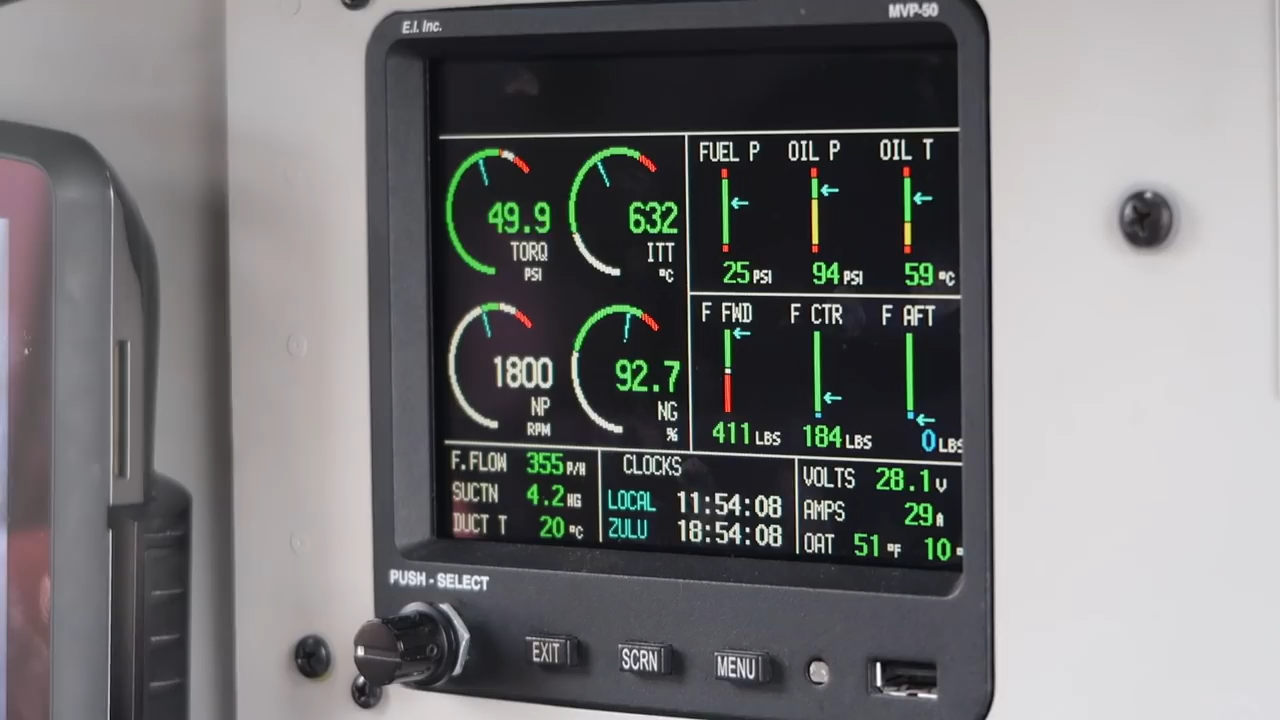 E.I. Inc. MVP-50
49.9
TORQ
PSI
632
ITT
°C
1800
NP
RPM
92.7
NG
%
FUEL P OIL P OIL T
25 PSI 94 PSI 59 °C
F FWD F CTR F AFT
411 LBS 184 LBS 0 LBS
F.FLOW 355 P/H
SUCTN 4.2 HG
DUCT T 20 °C
CLOCKS
LOCAL 11:54:08
ZULU 18:54:08
VOLTS 28.1 V
AMPS 29 A
OAT 51 °F 10 °
PUSH - SELECT
EXIT SCRN MENU